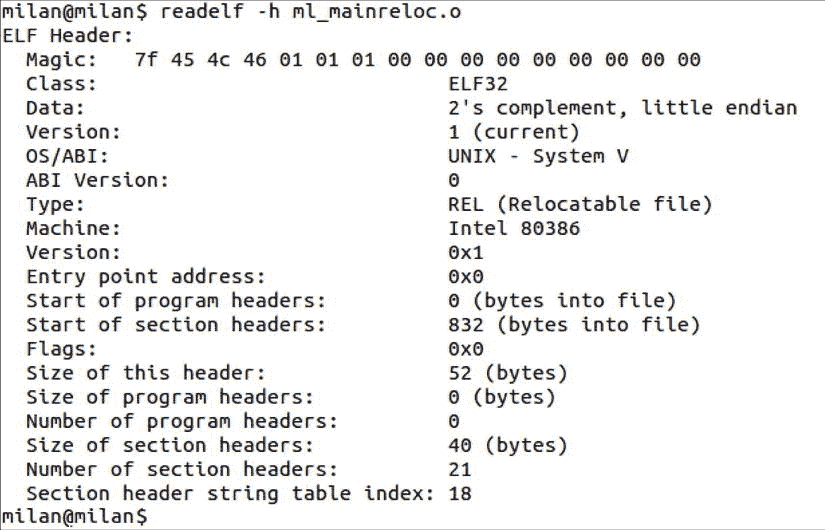 milan@milan$ readelf -h ml_mainreloc.o
ELF Header:
  Magic:   7f 45 4c 46 01 01 01 00 00 00 00 00 00 00 00 00
  Class:                             ELF32
  Data:                              2's complement, little endian
  Version:                           1 (current)
  OS/ABI:                            UNIX - System V
  ABI Version:                       0
  Type:                              REL (Relocatable file)
  Machine:                           Intel 80386
  Version:                           0x1
  Entry point address:               0x0
  Start of program headers:          0 (bytes into file)
  Start of section headers:          832 (bytes into file)
  Flags:                             0x0
  Size of this header:               52 (bytes)
  Size of program headers:           0 (bytes)
  Number of program headers:         0
  Size of section headers:           40 (bytes)
  Number of section headers:         21
  Section header string table index: 18
milan@milan$